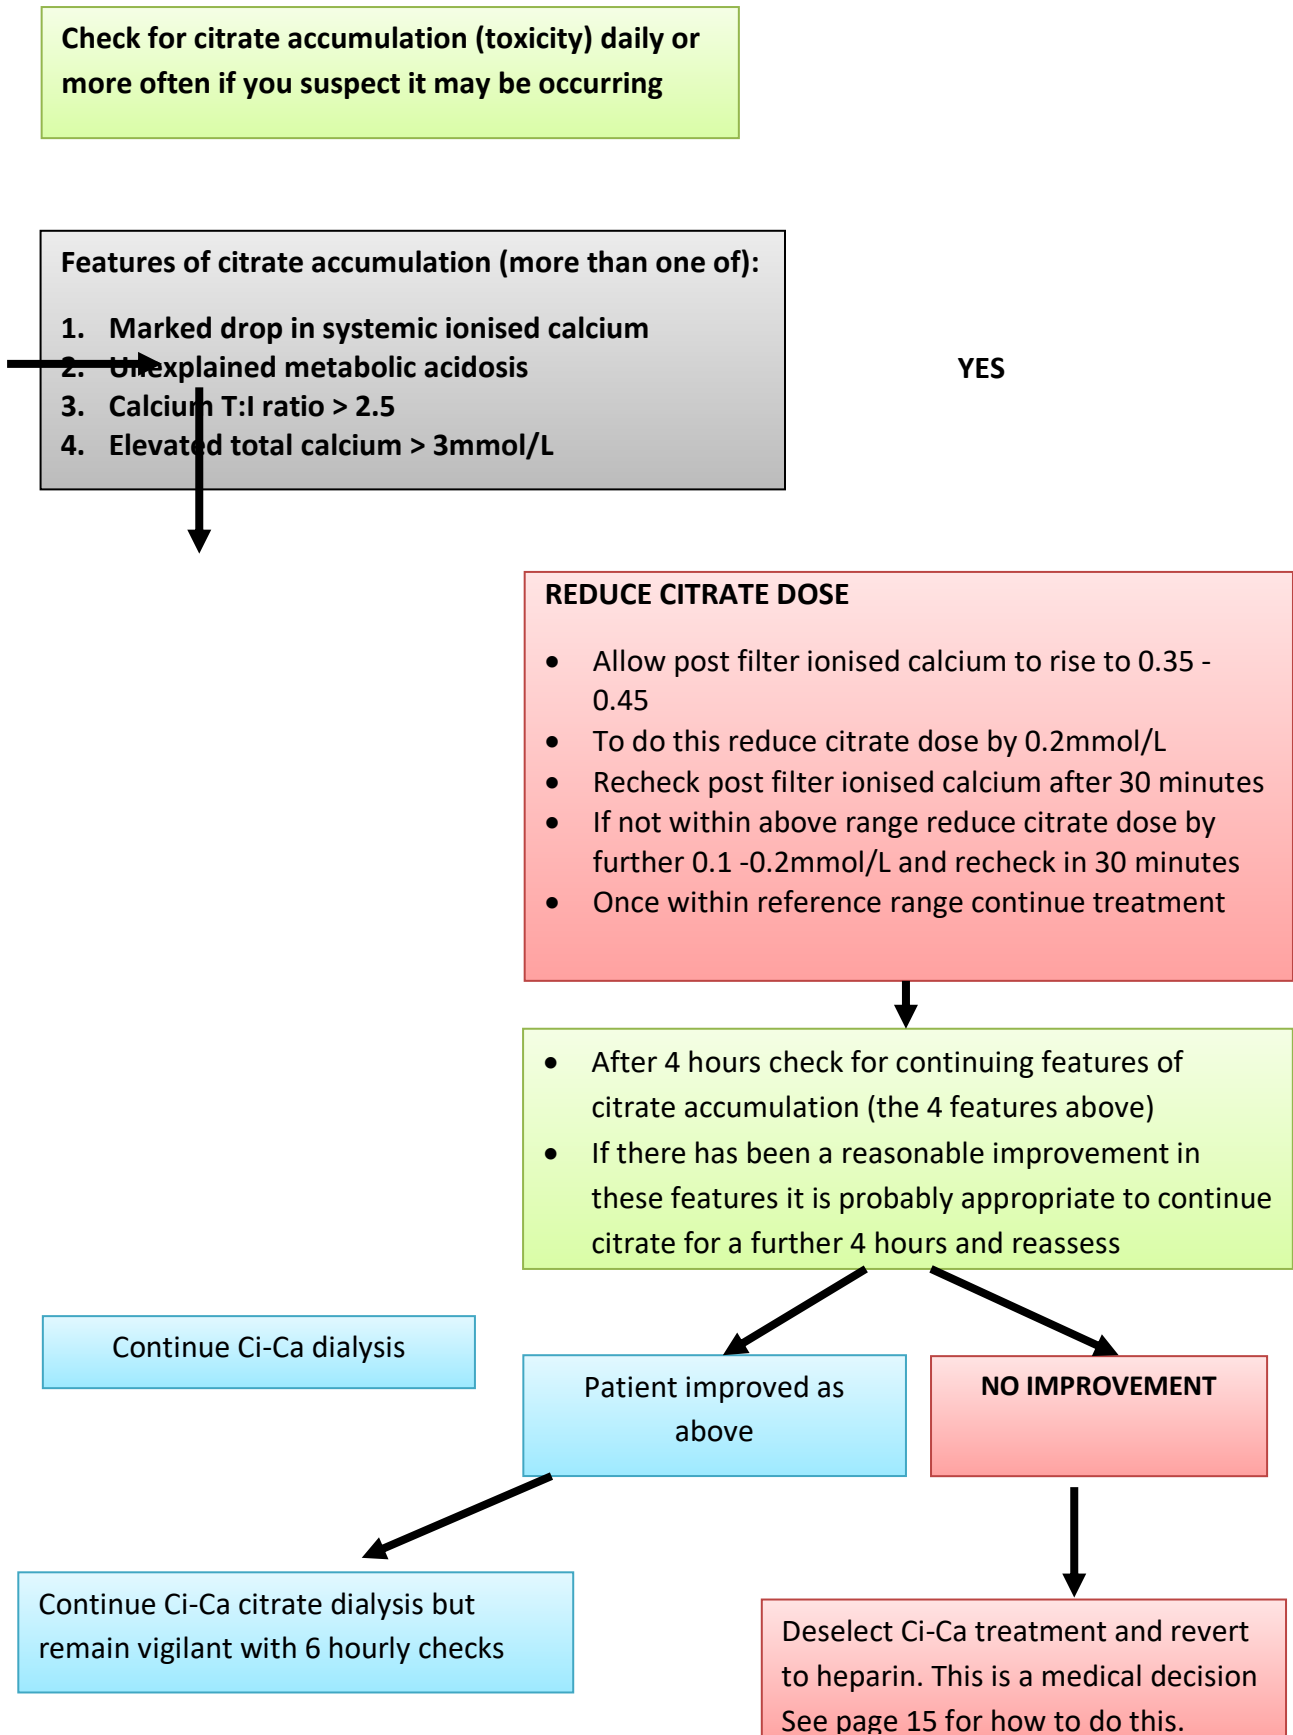 Check for citrate accumulation (toxicity) daily or
more often if you suspect it may be occurring
Features of citrate accumulation (more than one of):
1. Marked drop in systemic ionised calcium
2. Unexplained metabolic acidosis
3. Calcium T:I ratio > 2.5
4. Elevated total calcium > 3mmol/L
YES
REDUCE CITRATE DOSE
• Allow post filter ionised calcium to rise to 0.35 -
0.45
• To do this reduce citrate dose by 0.2mmol/L
• Recheck post filter ionised calcium after 30 minutes
• If not within above range reduce citrate dose by
further 0.1 -0.2mmol/L and recheck in 30 minutes
• Once within reference range continue treatment
• After 4 hours check for continuing features of
citrate accumulation (the 4 features above)
• If there has been a reasonable improvement in
these features it is probably appropriate to continue
citrate for a further 4 hours and reassess
Continue Ci-Ca dialysis
Patient improved as
above
NO IMPROVEMENT
Continue Ci-Ca citrate dialysis but
remain vigilant with 6 hourly checks
Deselect Ci-Ca treatment and revert
to heparin. This is a medical decision
See page 15 for how to do this.